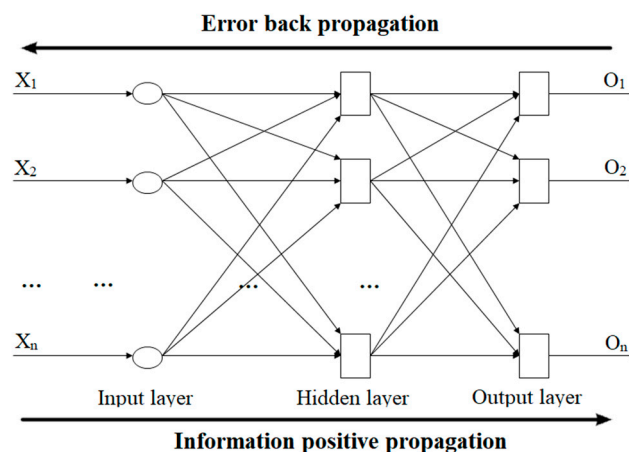 Error back propagation
X1 O1
X2 O2
... ... ... ...
Xn On
Input layer Hidden layer Output layer
Information positive propagation